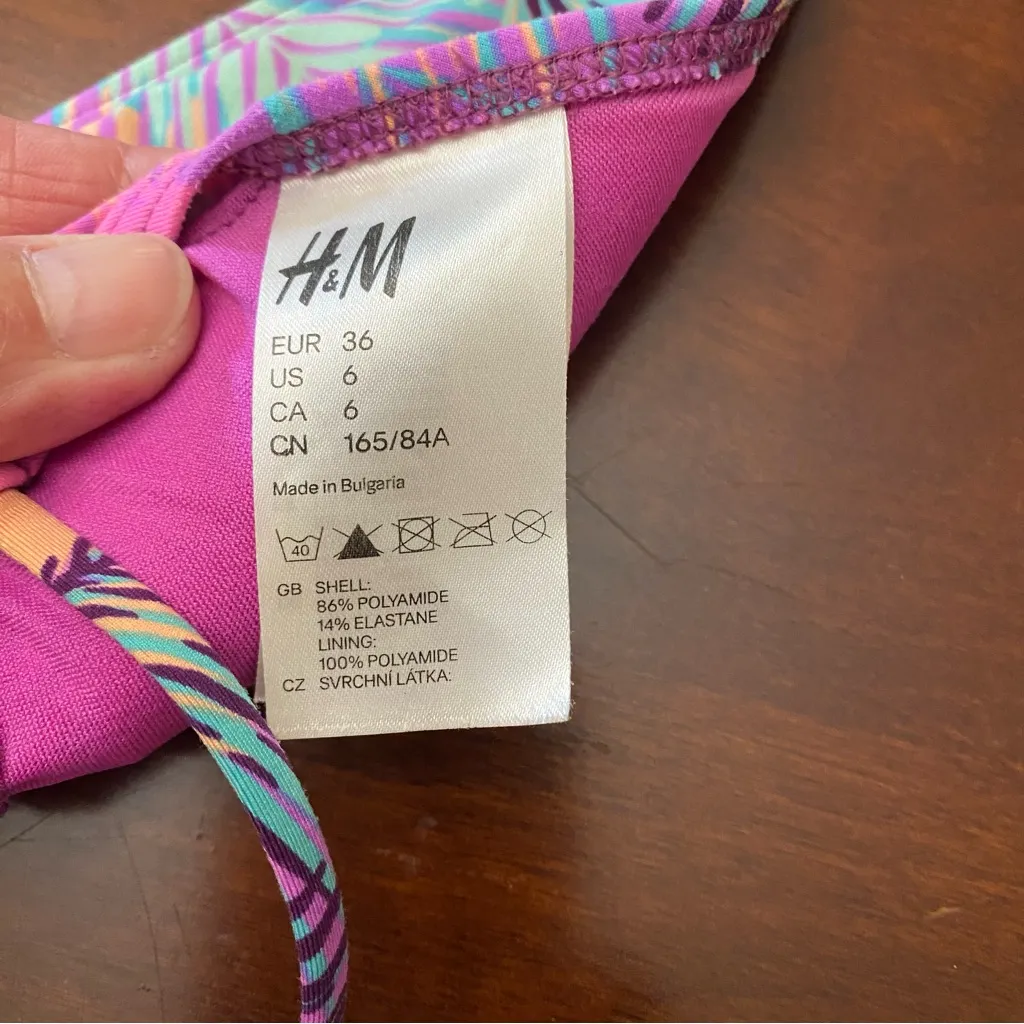 H&M
EUR 36
US 6
CA 6
CN 165/84A
Made in Bulgaria
40
GB SHELL:
86% POLYAMIDE
14% ELASTANE
LINING:
100% POLYAMIDE
CZ SVRCHNÍ LÁTKA: